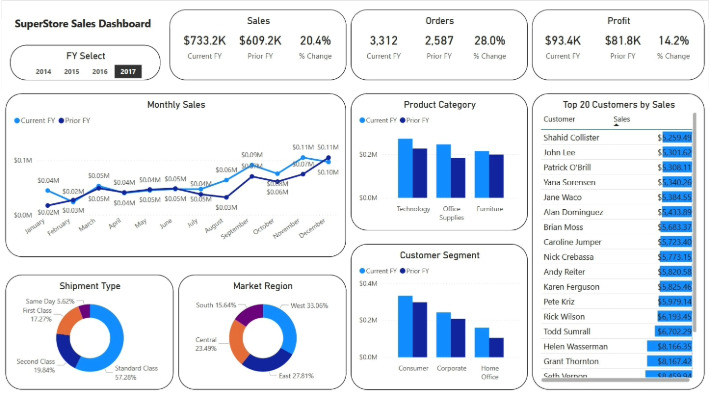 SuperStore Sales Dashboard
FY Select
2014 2015 2016 2017
Sales
$733.2K $609.2K 20.4%
Current FY Prior FY % Change
Orders
3,312 2,587 28.0%
Current FY Prior FY % Change
Profit
$93.4K $81.8K 14.2%
Current FY Prior FY % Change
Monthly Sales
Current FY Prior FY
$0.1M
$0.0M
$0.04M
$0.02M
$0.02M
$0.03M
$0.05M
$0.04M
$0.04M
$0.04M
$0.05M
$0.04M
$0.05M
$0.05M
$0.04M
$0.05M
$0.06M
$0.03M
$0.09M
$0.06M
$0.07M
$0.11M
$0.11M
$0.10M
January February March April May June July August September October November December
Product Category
Current FY Prior FY
$0.2M
$0.0M
Technology Office Supplies Furniture
Customer Segment
Current FY Prior FY
$0.4M
$0.2M
$0.0M
Consumer Corporate Home Office
Shipment Type
Same Day 5.62%
First Class 17.27%
Second Class 19.84%
Standard Class 57.28%
Market Region
South 15.64%
West 33.06%
Central 23.49%
East 27.81%
Top 20 Customers by Sales
Customer Sales
Shahid Collister $5,259.45
John Lee $5,301.62
Patrick O'Brill $5,308.11
Yana Sorensen $5,340.26
Jane Waco $5,384.55
Alan Dominguez $5,433.89
Brian Moss $5,683.37
Caroline Jumper $5,723.40
Nick Crebassa $5,773.15
Andy Reiter $5,820.58
Karen Ferguson $5,825.46
Pete Kriz $5,979.14
Rick Wilson $6,193.45
Todd Sumrall $6,702.29
Helen Wasserman $8,166.35
Grant Thornton $8,167.42
Seth Vernon $8,459.94